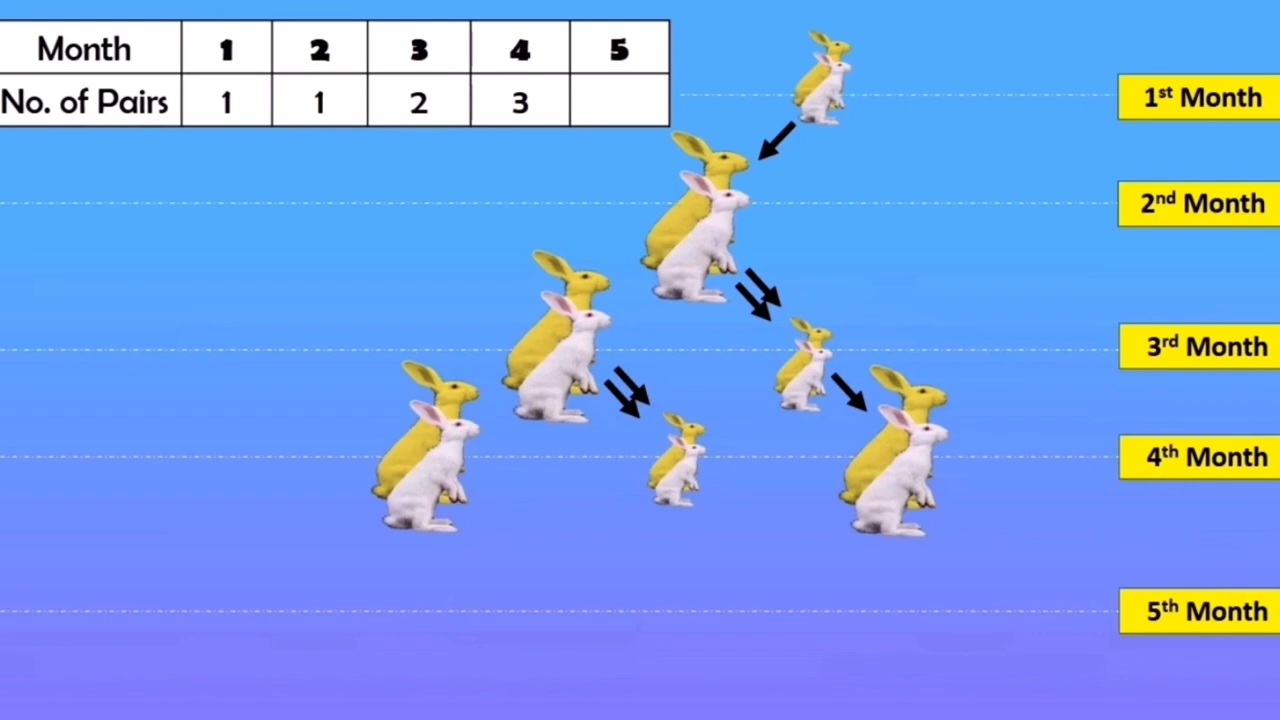 Month 1 2 3 4 5
No. of Pairs 1 1 2 3
1st Month
2nd Month
3rd Month
4th Month
5th Month